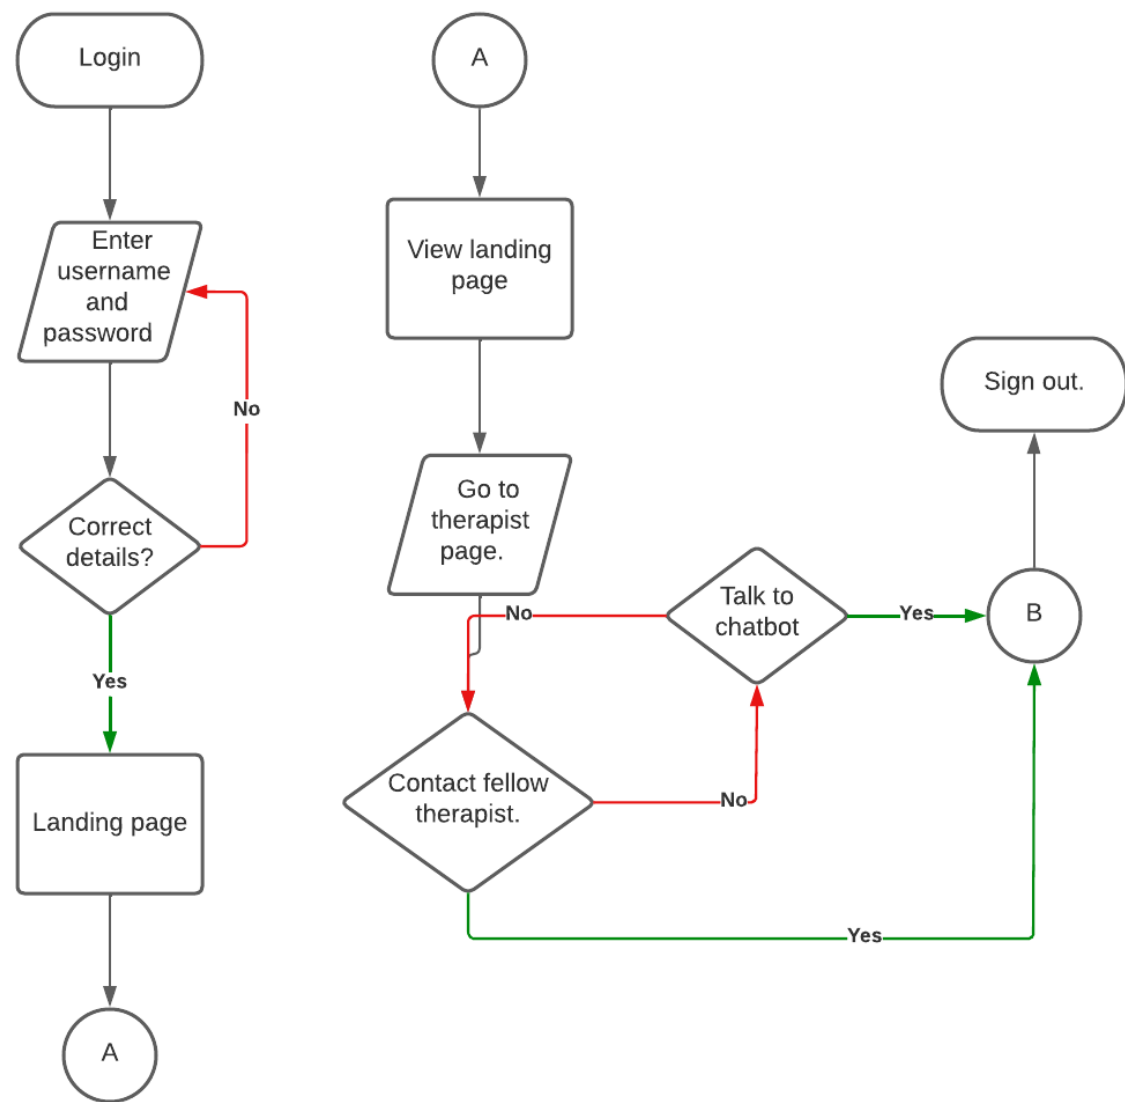 Login
Enter
username
and
password
No
Correct
details?
Yes
Landing page
A
A
View landing
page
Go to
therapist
page.
No
Talk to
chatbot
Yes
B
Sign out.
Contact fellow
therapist.
No
Yes